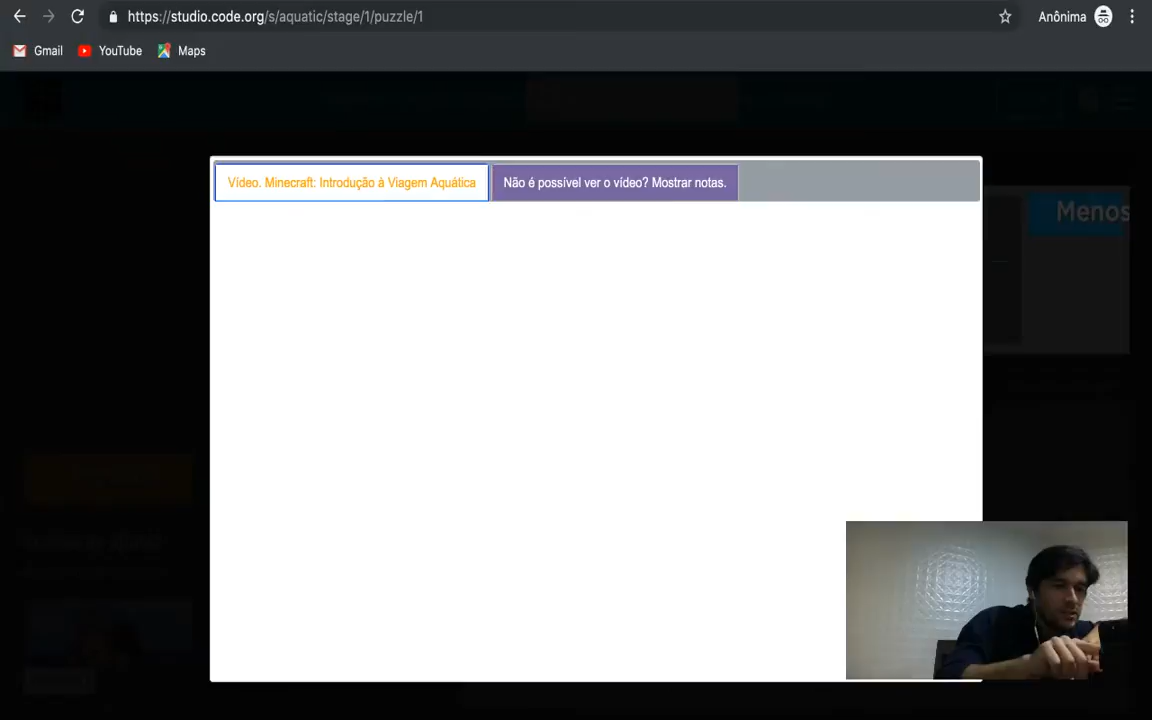 https://studio.code.org/s/aquatic/stage/1/puzzle/1
Anônima
Gmail
YouTube
Maps
Vídeo. Minecraft: Introdução à Viagem Aquática
Não é possível ver o vídeo? Mostrar notas.
Menos